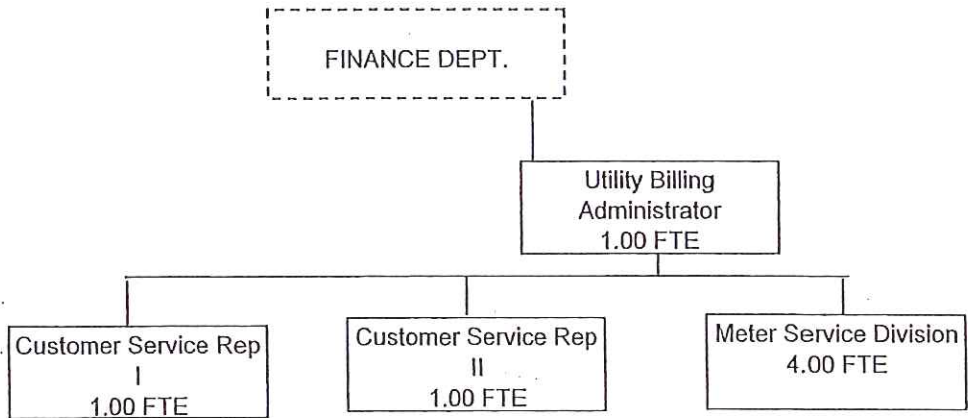 FINANCE DEPT.
Utility Billing
Administrator
1.00 FTE
Customer Service Rep
I
1.00 FTE
Customer Service Rep
II
1.00 FTE
Meter Service Division
4.00 FTE